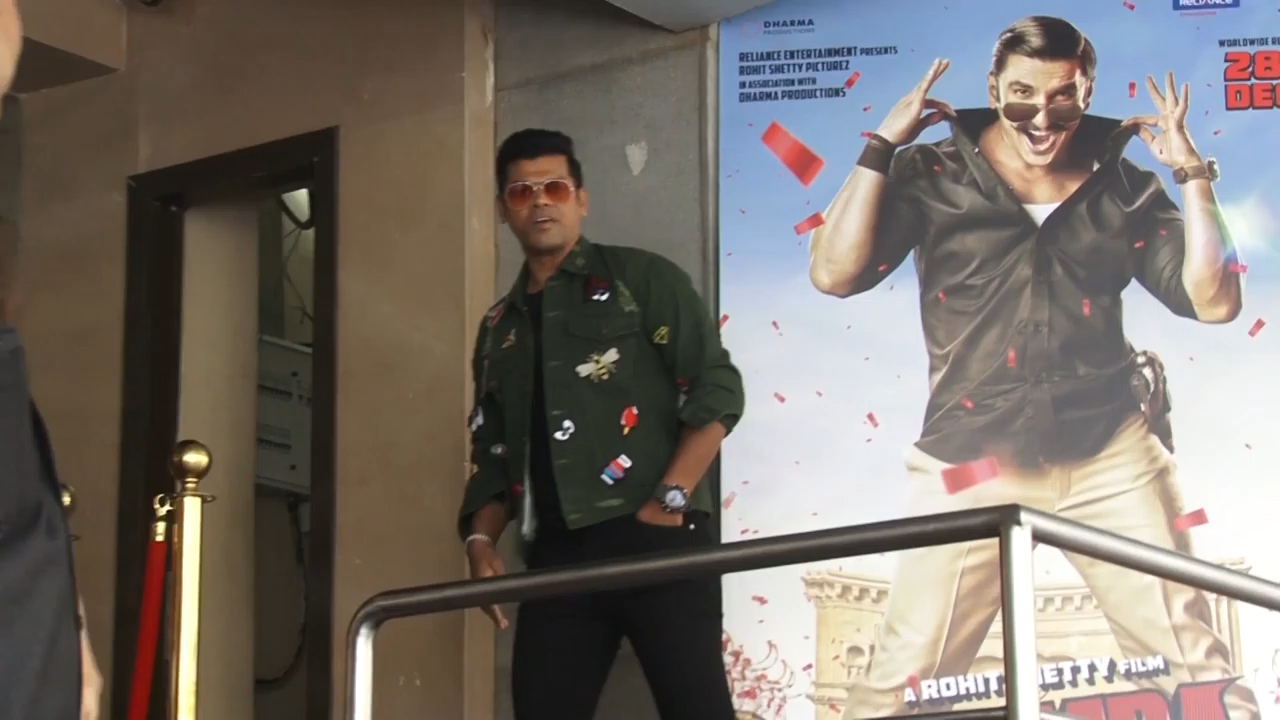 DHARMA
PRODUCTIONS
RELIANCE ENTERTAINMENT PRESENTS
ROHIT SHETTY PICTUREZ
IN ASSOCIATION WITH
DHARMA PRODUCTIONS
RELIANCE
WORLDWIDE RE
28
DEC
A ROHIT SHETTY FILM